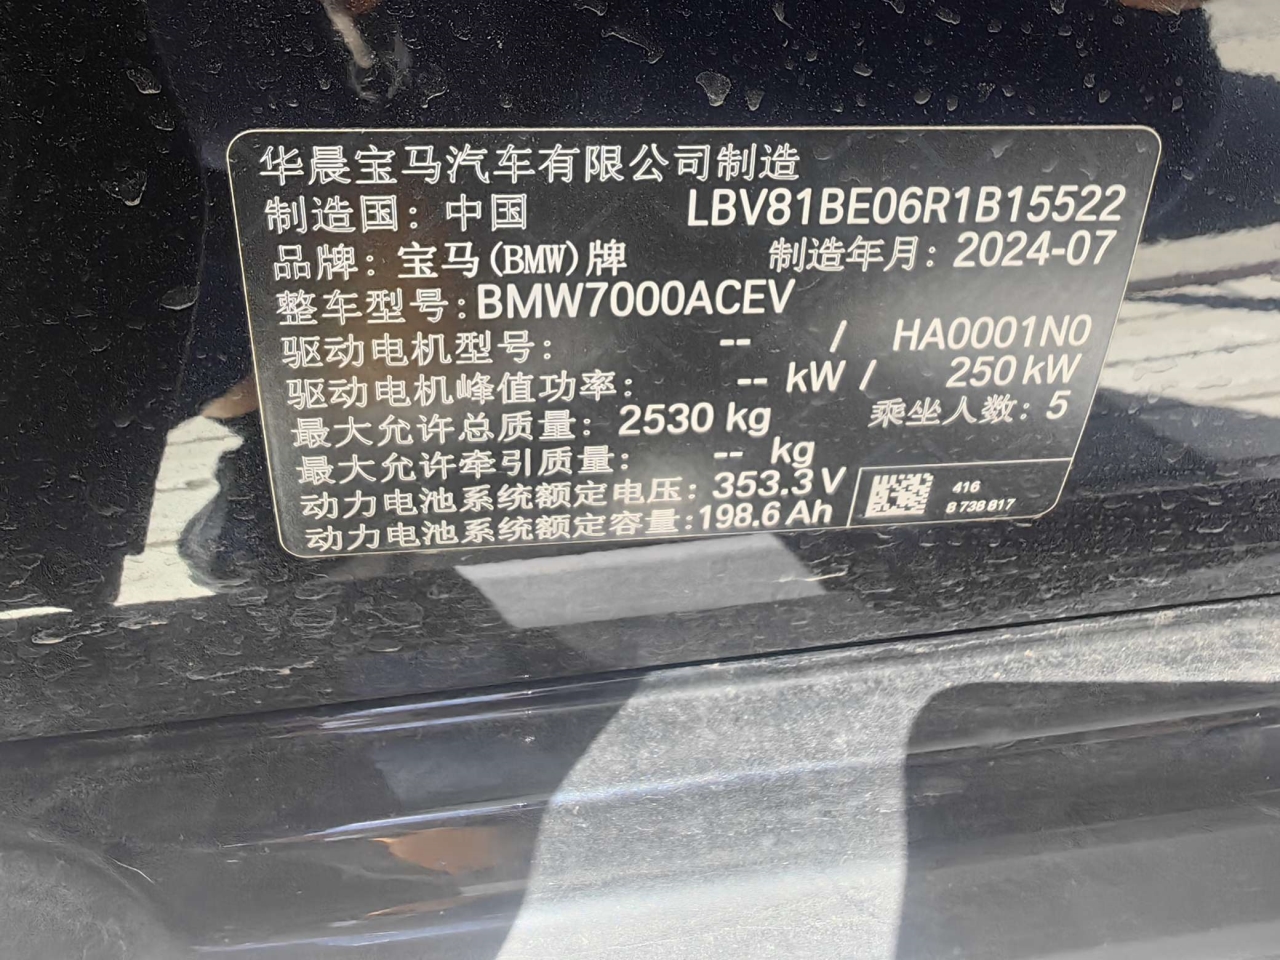 华晨宝马汽车有限公司制造
制造国：中国 LBV81BE06R1B15522
品牌：宝马(BMW)牌 制造年月：2024-07
整车型号：BMW7000ACEV
驱动电机型号： -- / HA0001N0
驱动电机峰值功率： -- kW / 250 kW
最大允许总质量：2530 kg 乘坐人数：5
最大允许牵引质量： -- kg
动力电池系统额定电压：353.3 V
动力电池系统额定容量：198.6 Ah
416
8 738 817